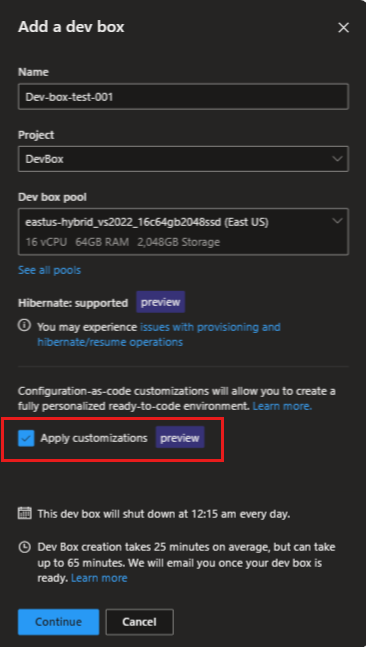 Add a dev box
Name
Dev-box-test-001
Project
DevBox
Dev box pool
eastus-hybrid_vs2022_16c64gb2048ssd (East US)
16 vCPU 64GB RAM 2,048GB Storage
See all pools
Hibernate: supported preview
You may experience issues with provisioning and
hibernate/resume operations
Configuration-as-code customizations will allow you to create a
fully personalized ready-to-code environment. Learn more.
Apply customizations preview
This dev box will shut down at 12:15 am every day.
Dev Box creation takes 25 minutes on average, but can take
up to 65 minutes. We will email you once your dev box is
ready. Learn more
Continue Cancel